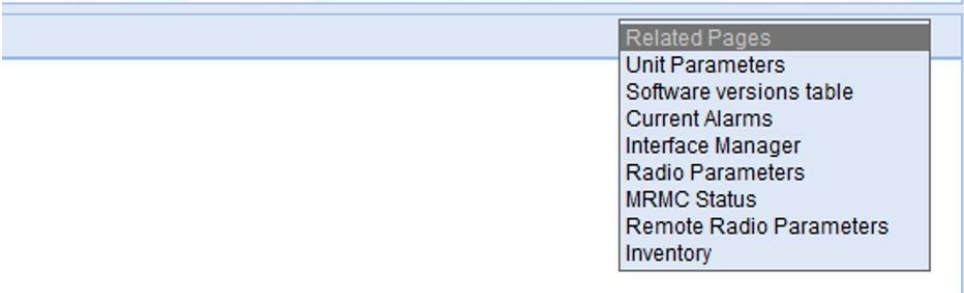 Related Pages
Unit Parameters
Software versions table
Current Alarms
Interface Manager
Radio Parameters
MRMC Status
Remote Radio Parameters
Inventory